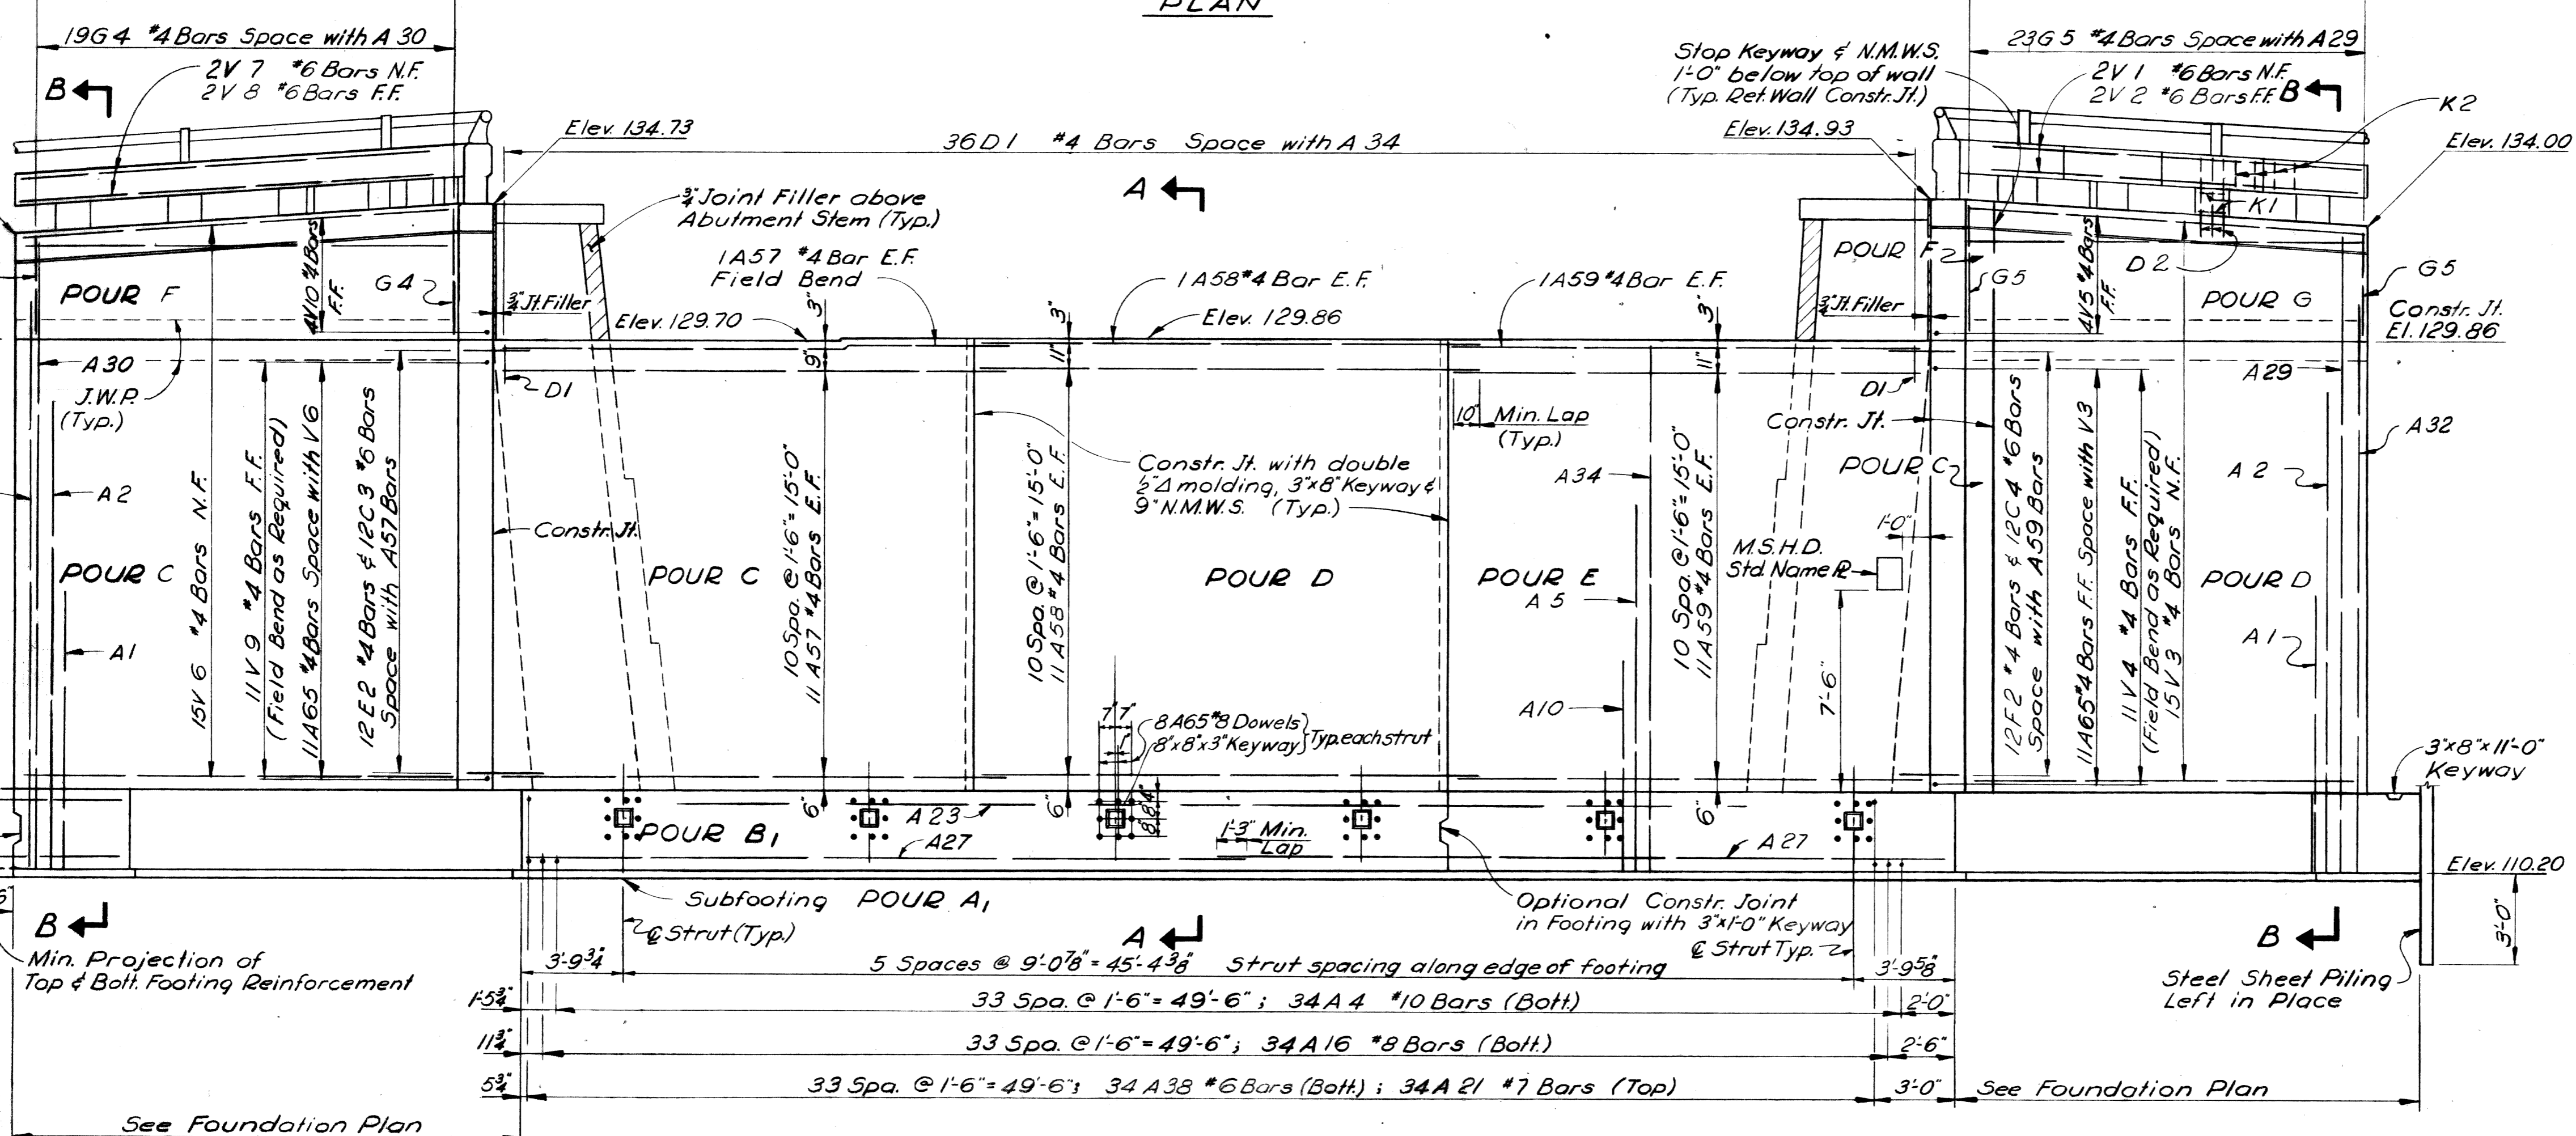 PLAN
19G4 #4 Bars Space with A30
2V7 #6 Bars N.F.
2V8 #6 Bars F.F.
B
Elev. 134.73
36D1 #4 Bars Space with A34
Stop Keyway & N.M.W.S.
1'-0" below top of wall
(Typ. Ret. Wall Constr. Jt.)
Elev. 134.93
23G5 #4 Bars Space with A29
2V1 #6 Bars N.F.
2V2 #6 Bars F.F.
B
K2
Elev. 134.00
A
¾" Joint Filler above
Abutment Stem (Typ.)
K1
D2
POUR F
4V10 #4 Bars
F.F.
G4
¾" Jt. Filler
1A57 #4 Bar E.F.
Field Bend
Elev. 129.70
3"
9"
1A58 #4 Bar E.F.
Elev. 129.86
3"
11"
1A59 #4 Bar E.F.
3"
11"
POUR F2
¾" Jt. Filler
G5
4V5 #4 Bars
F.F.
POUR G
G5
Constr. Jt.
El. 129.86
A30
J.W.P.
(Typ.)
A2
POUR C
A1
15V6 #4 Bars N.F.
11V9 #4 Bars F.F.
(Field Bend as Required)
11A65 #4 Bars Space with V6
12E2 #4 Bars & 12C3 #6 Bars
Space with A57 Bars
D1
Constr. Jt.
POUR C
10 Spa. @ 1'-6" = 15'-0"
11A57 #4 Bars E.F.
10 Spa. @ 1'-6" = 15'-0"
11A58 #4 Bars E.F.
Constr. Jt. with double
½" Δ molding, 3"x8" Keyway &
9" N.M.W.S. (Typ.)
POUR D
10" Min. Lap
(Typ.)
A34
POUR E
A5
A10
10 Spa. @ 1'-6" = 15'-0"
11A59 #4 Bars E.F.
D1
Constr. Jt.
POUR C2
1'-0"
M.S.H.D.
Std. Name PL
7'-6"
12F2 #4 Bars & 12C4 #6 Bars
Space with A59 Bars
11A65 #4 Bars F.F. Space with V3
11V4 #4 Bars F.F.
(Field Bend as Required)
15V3 #4 Bars N.F.
A29
A32
A2
POUR D
A1
7" 7"
8A65 #8 Dowels
8"x8"x3" Keyway
Typ. each strut
6"
6"
6"
8 8 4"
3"x8"x11'-0"
Keyway
A23
POUR B1
A27
1'-3" Min.
Lap
A27
Elev. 110.20
3'-0"
B
Min. Projection of
Top & Bott. Footing Reinforcement
Subfooting POUR A1
℄ Strut (Typ.)
A
Optional Constr. Joint
in Footing with 3"x1'-0" Keyway
℄ Strut Typ.
B
Steel Sheet Piling
Left in Place
3'-9¾"
5 Spaces @ 9'-0⅞" = 45'-4⅜" Strut spacing along edge of footing
3'-9⅝"
1'-5¾"
33 Spa. @ 1'-6" = 49'-6"; 34A4 #10 Bars (Bott.)
2'-0"
11¾"
33 Spa. @ 1'-6" = 49'-6"; 34A16 #8 Bars (Bott.)
2'-6"
5¾"
33 Spa. @ 1'-6" = 49'-6"; 34A38 #6 Bars (Bott.); 34A21 #7 Bars (Top)
3'-0"
See Foundation Plan
See Foundation Plan